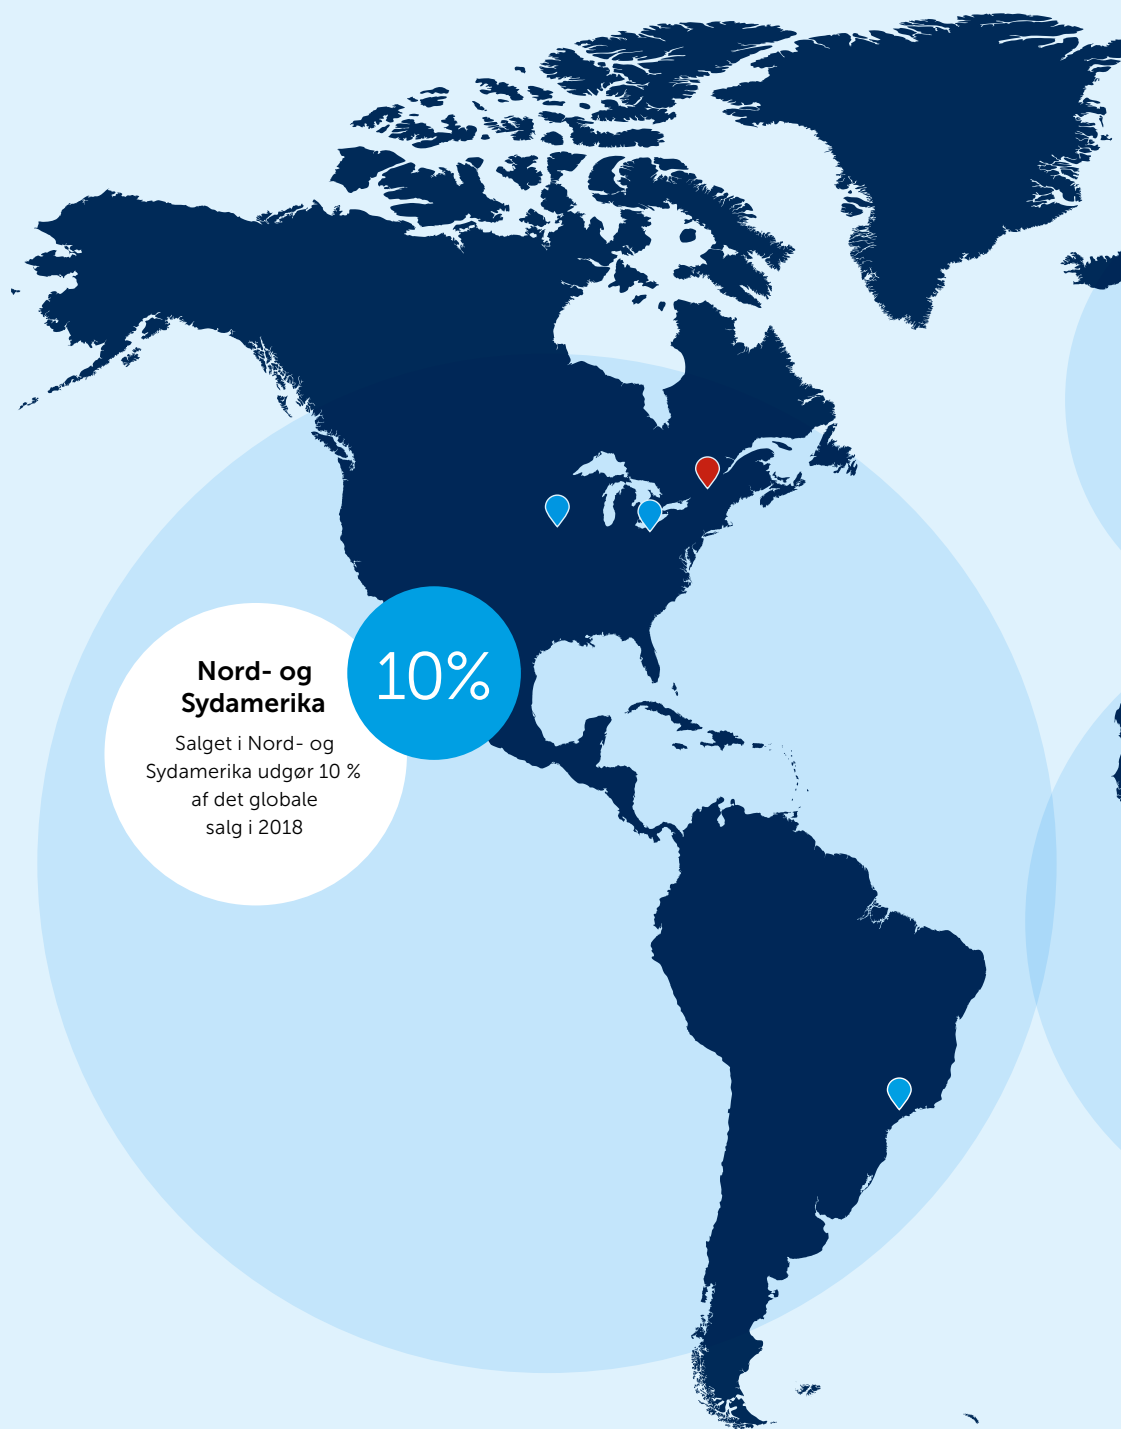 Nord- og
Sydamerika
10%
Salget i Nord- og
Sydamerika udgør 10 %
af det globale
salg i 2018